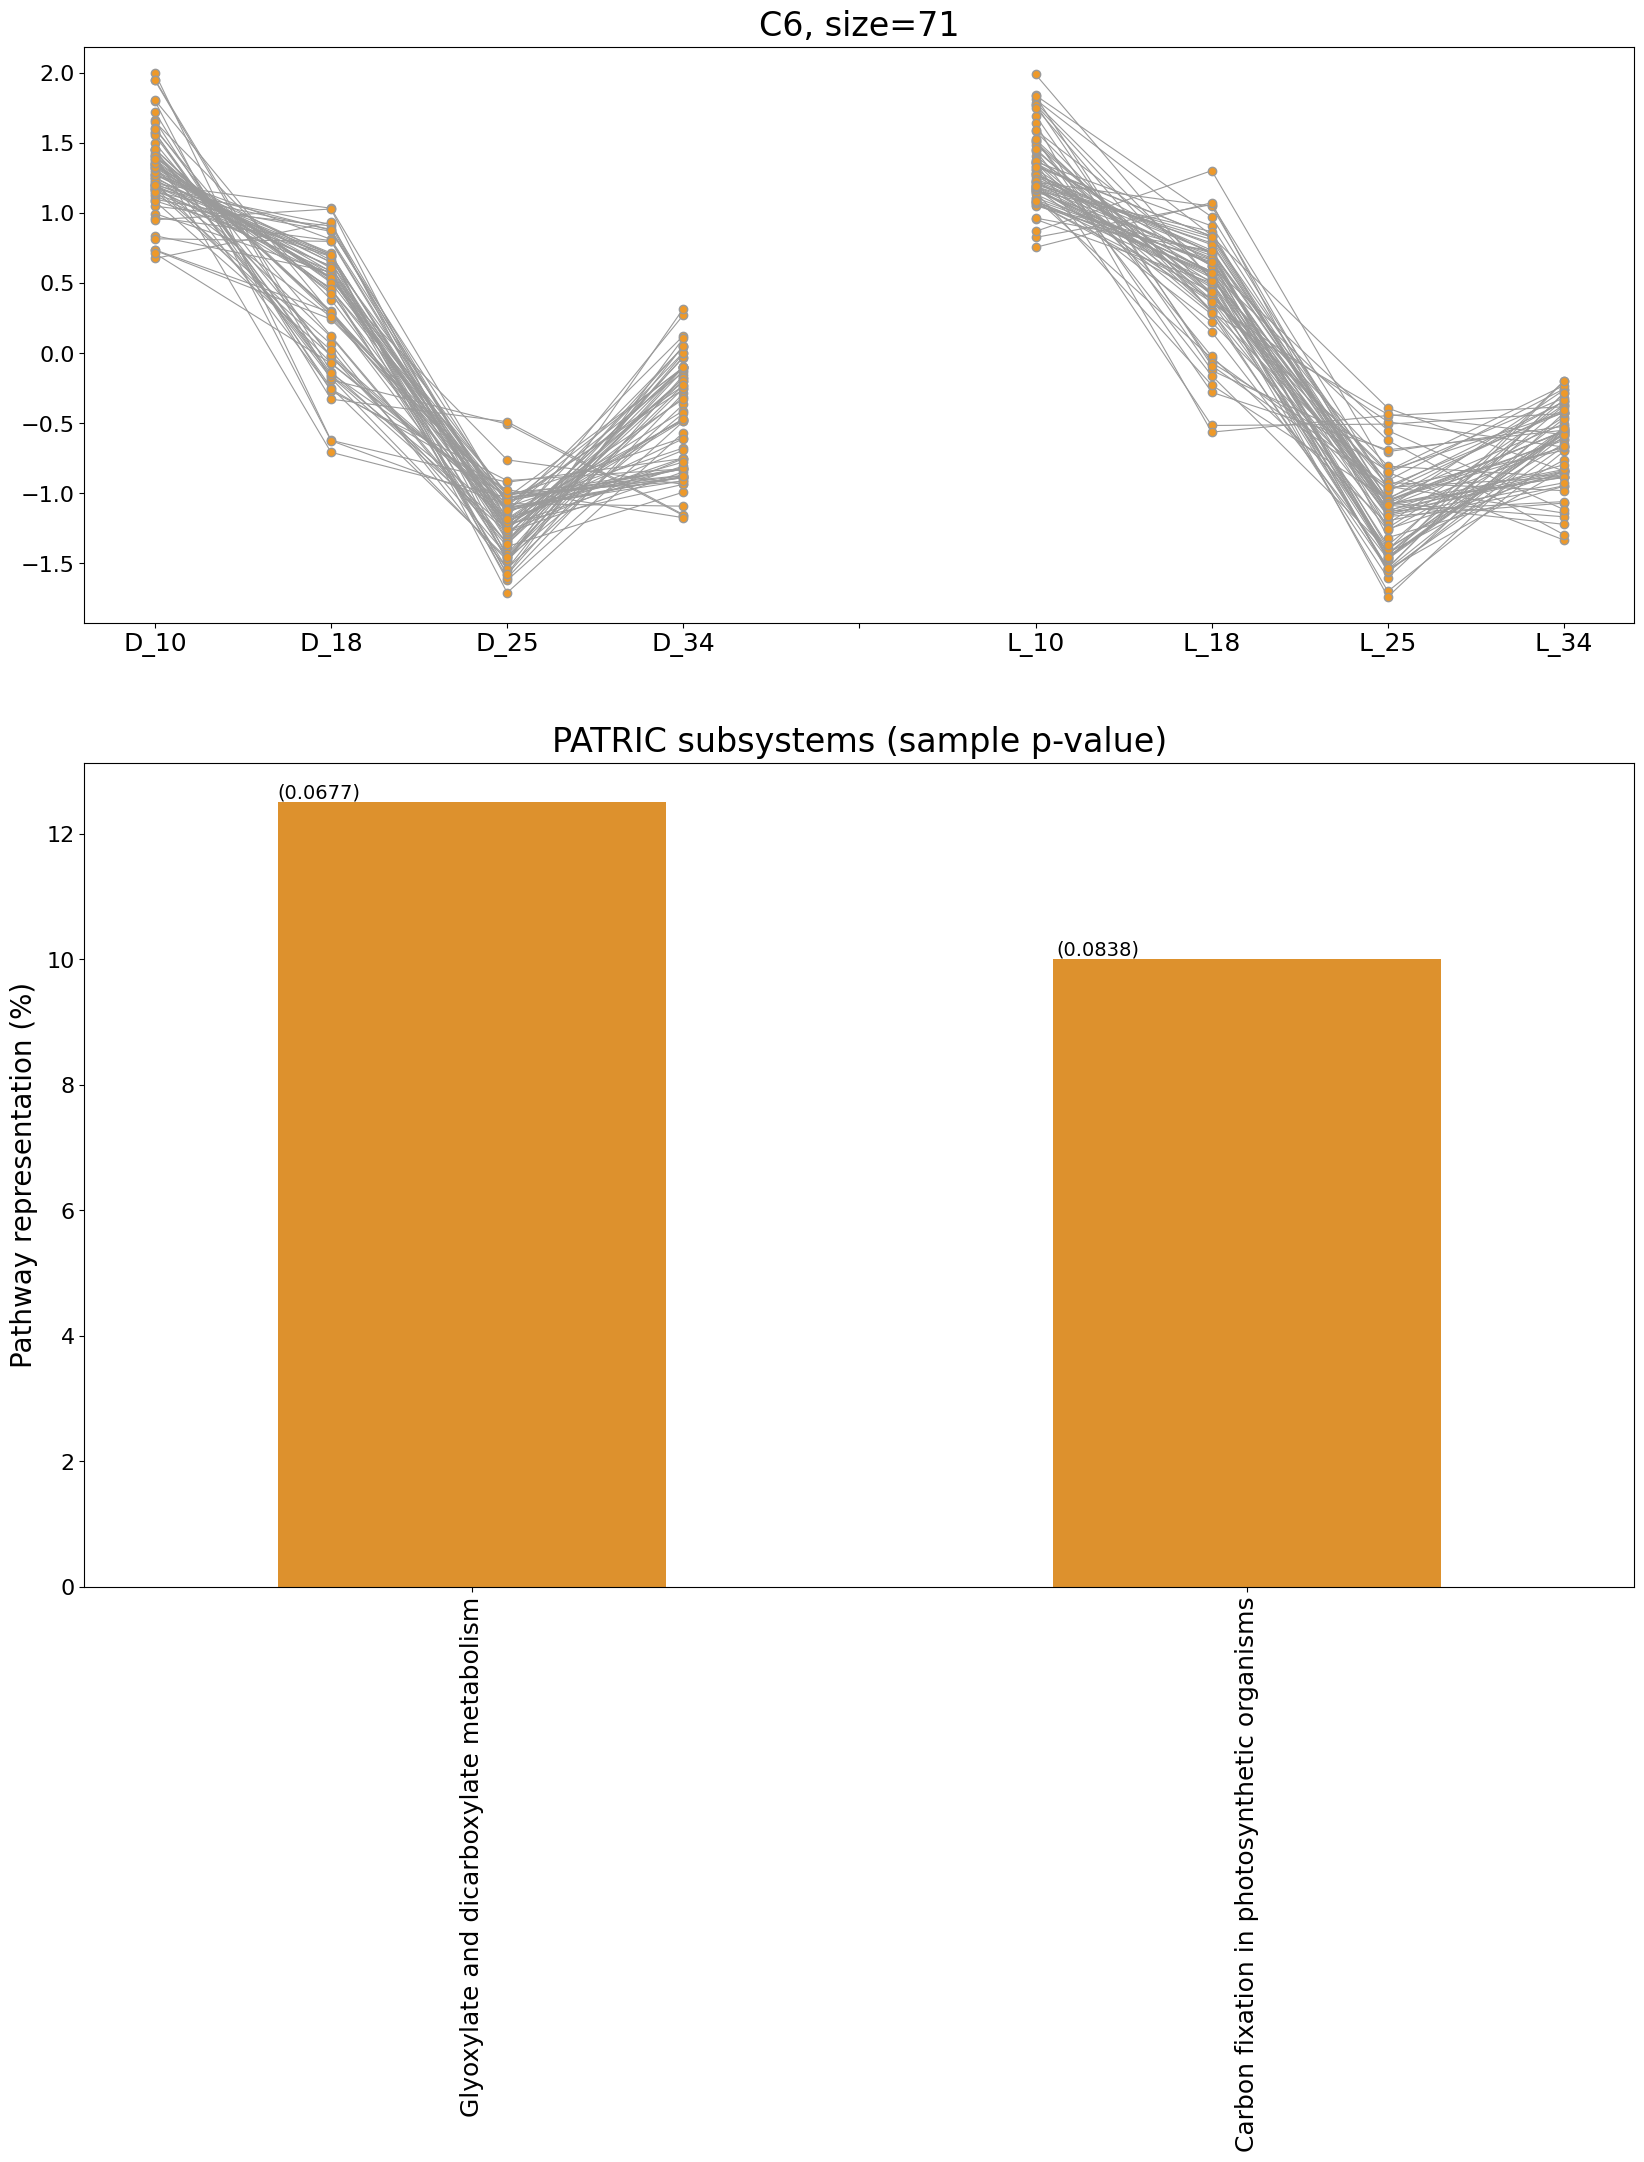 C6, size=71
2.0
1.5
1.0
0.5
0.0
−0.5
−1.0
−1.5
D_10 D_18 D_25 D_34 L_10 L_18 L_25 L_34
PATRIC subsystems (sample p-value)
Pathway representation (%)
12
10
8
6
4
2
0
(0.0677)
(0.0838)
Glyoxylate and dicarboxylate metabolism
Carbon fixation in photosynthetic organisms